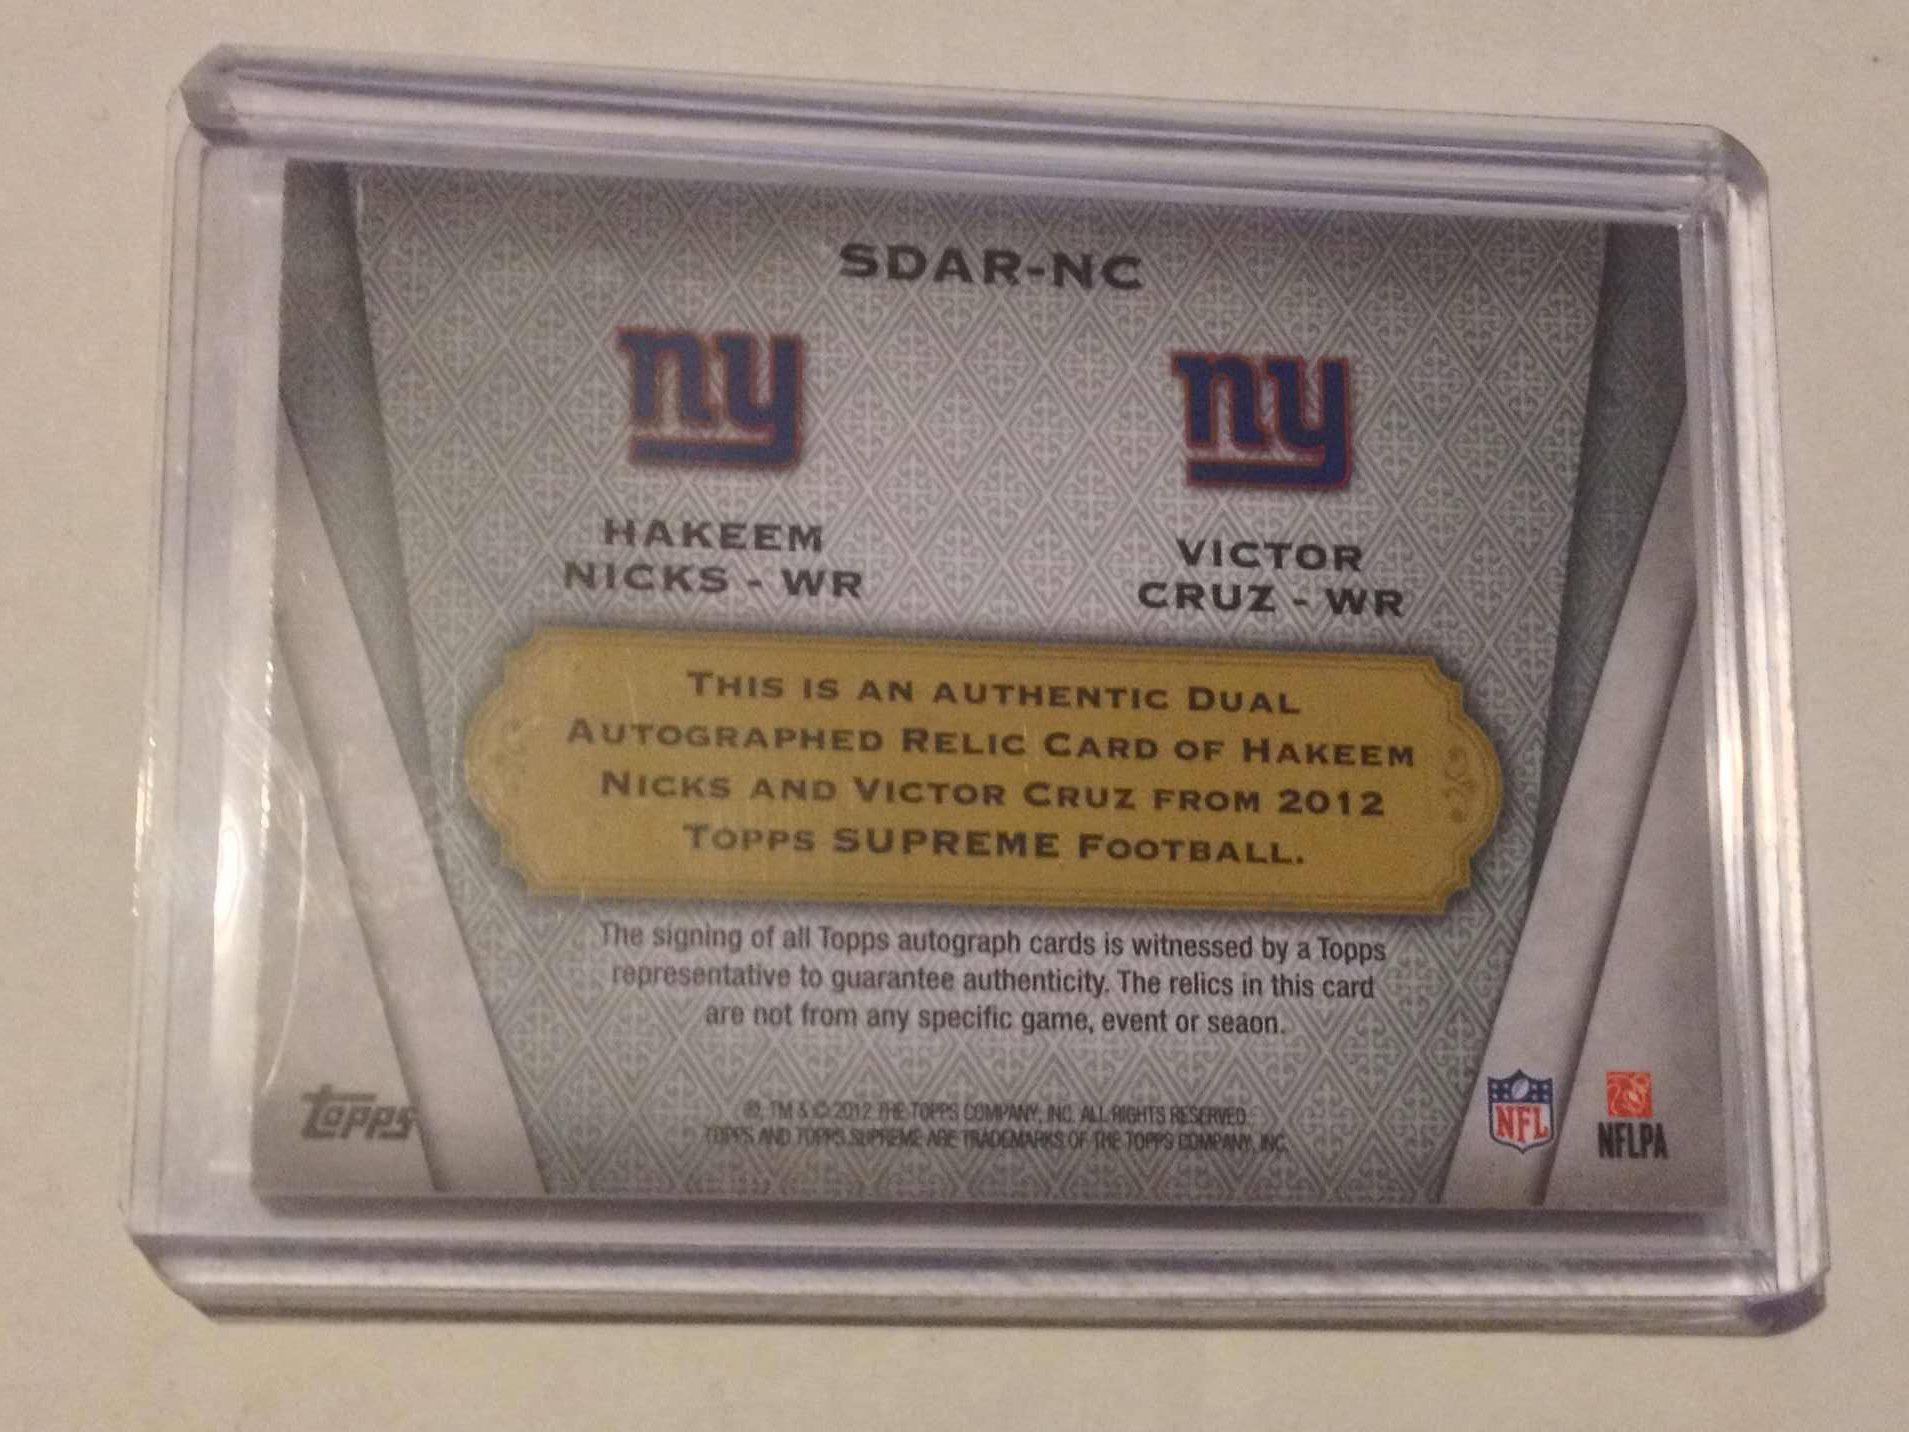 SDAR-NC
ny ny
HAKEEM
NICKS - WR
VICTOR
CRUZ - WR
THIS IS AN AUTHENTIC DUAL
AUTOGRAPHED RELIC CARD OF HAKEEM
NICKS AND VICTOR CRUZ FROM 2012
TOPPS SUPREME FOOTBALL.
The signing of all Topps autograph cards is witnessed by a Topps
representative to guarantee authenticity. The relics in this card
are not from any specific game, event or seaon.
®, TM & © 2012 THE TOPPS COMPANY, INC. ALL RIGHTS RESERVED.
TOPPS AND TOPPS SUPREME ARE TRADEMARKS OF THE TOPPS COMPANY, INC.
topps
NFL
NFLPA